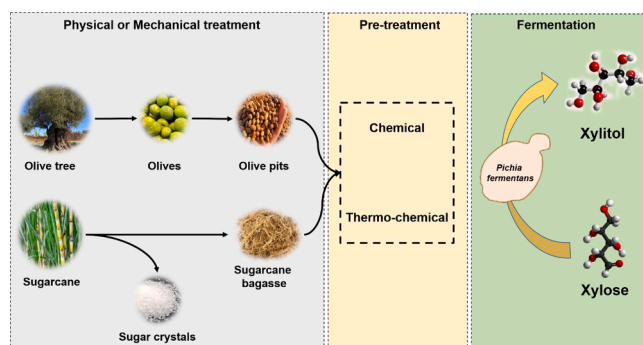 Physical or Mechanical treatment
Pre-treatment
Fermentation
Olive tree
Olives
Olive pits
Chemical
Xylitol
Pichia
fermentans
Thermo-chemical
Sugarcane
Sugarcane
bagasse
Sugar crystals
Xylose